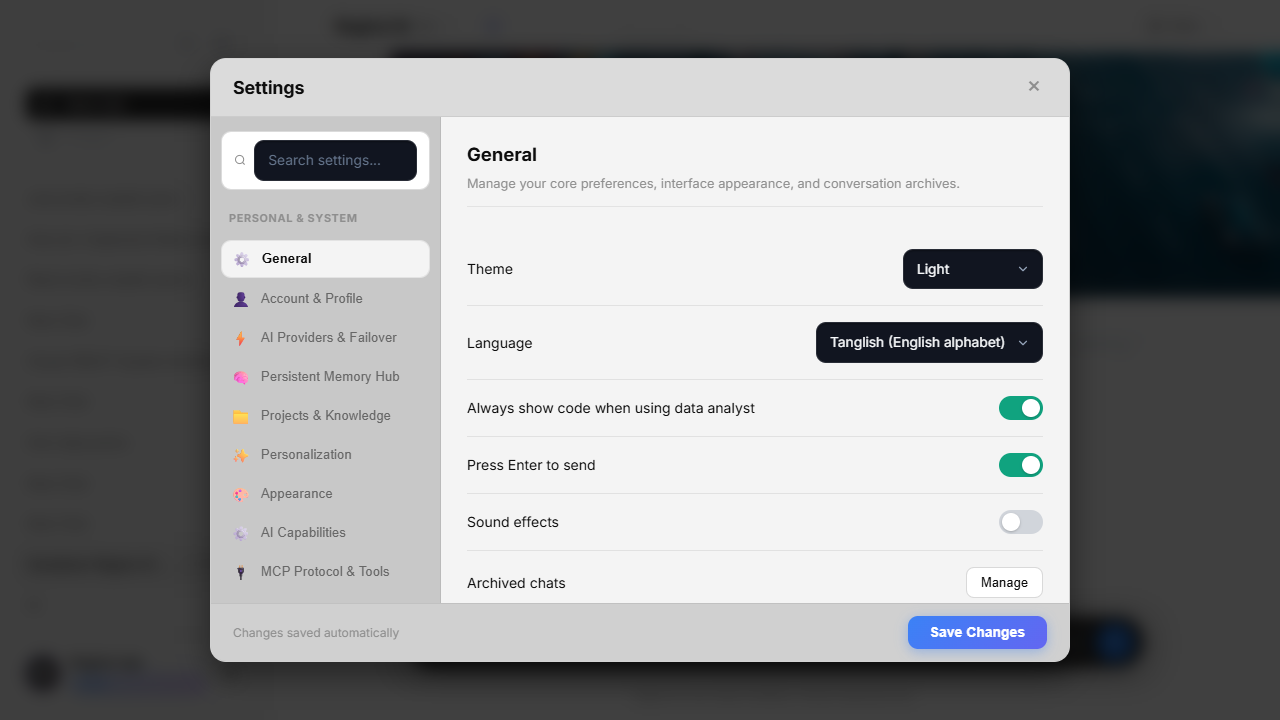 Settings
Search settings...
PERSONAL & SYSTEM
General
Account & Profile
AI Providers & Failover
Persistent Memory Hub
Projects & Knowledge
Personalization
Appearance
AI Capabilities
MCP Protocol & Tools
General
Manage your core preferences, interface appearance, and conversation archives.
Theme
Light
Language
Tanglish (English alphabet)
Always show code when using data analyst
Press Enter to send
Sound effects
Archived chats
Manage
Changes saved automatically
Save Changes